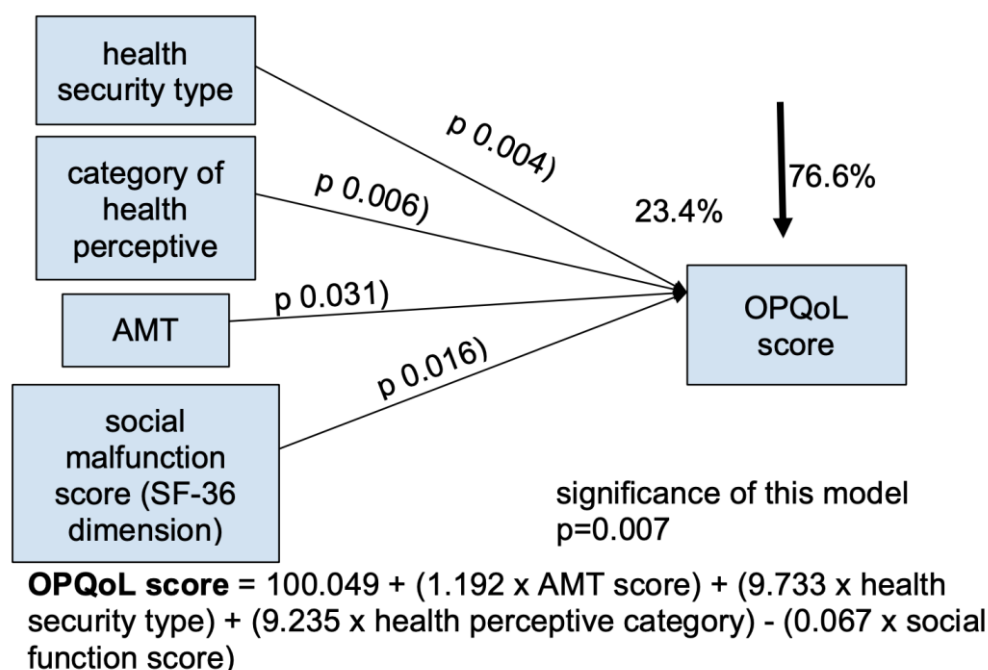 health
security type
p 0.004)
76.6%
category of
health
perceptive
p 0.006)
23.4%
AMT
p 0.031)
OPQoL
score
p 0.016)
social
malfunction
score (SF-36
dimension)
significance of this model
p=0.007
OPQoL score = 100.049 + (1.192 x AMT score) + (9.733 x health
security type) + (9.235 x health perceptive category) - (0.067 x social
function score)